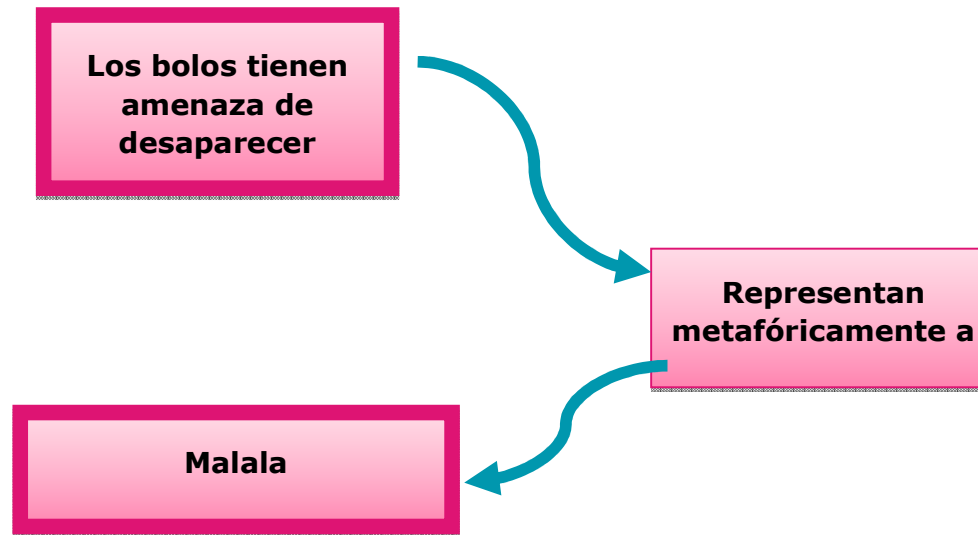 Los bolos tienen
amenaza de
desaparecer
Representan
metafóricamente a
Malala